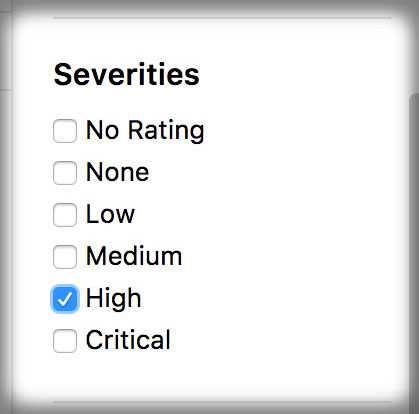 Severities
No Rating
None
Low
Medium
High
Critical